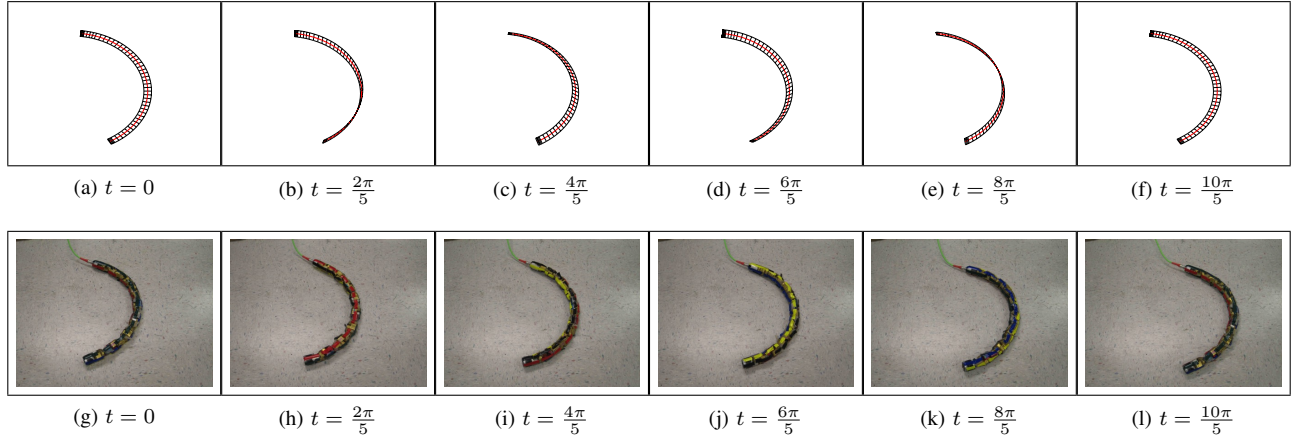 (a) t = 0 (b) t = 2π/5 (c) t = 4π/5 (d) t = 6π/5 (e) t = 8π/5 (f) t = 10π/5
(g) t = 0 (h) t = 2π/5 (i) t = 4π/5 (j) t = 6π/5 (k) t = 8π/5 (l) t = 10π/5